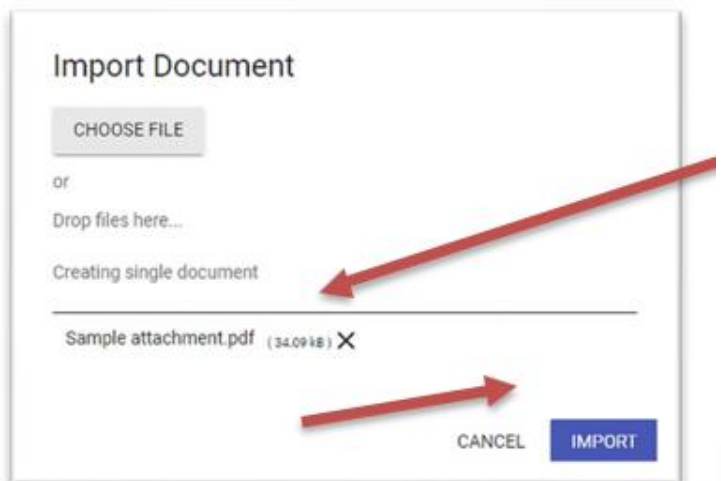 Import Document
CHOOSE FILE
or
Drop files here...
Creating single document
Sample attachment.pdf (34.09 kB) X
CANCEL IMPORT